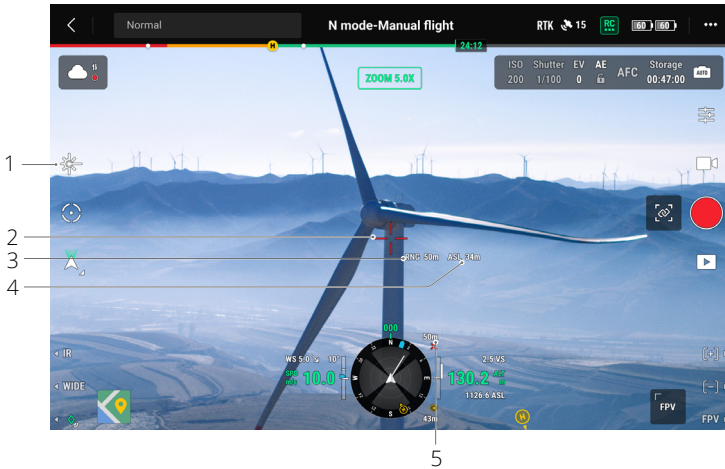 Normal
N mode-Manual flight
RTK 15 RC 60 60
H 24:12
ZOOM 5.0X
ISO Shutter EV AE AFC Storage AUTO
200 1/100 0 00:47:00
1
2
3
4
RNG 50m ASL 34m
000
N
50m
IR
WS 5.0 10°
2.5 VS
SPD
m/s
10.0
W
E
130.2 ALT
m
WIDE
1126.6 ASL
S
43m
H
FPV
FPV
5